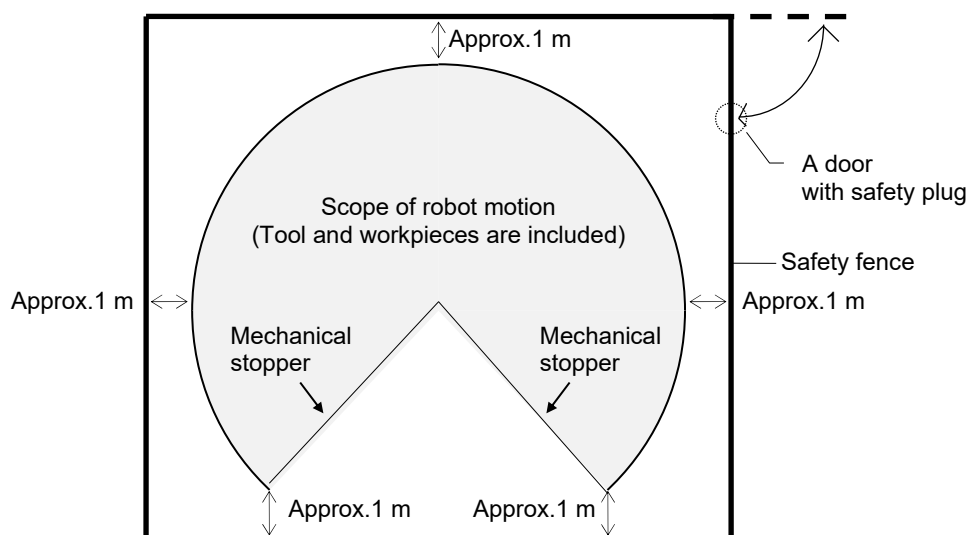 Approx.1 m
A door
with safety plug
Scope of robot motion
(Tool and workpieces are included)
Safety fence
Approx.1 m
Approx.1 m
Mechanical
stopper
Mechanical
stopper
Approx.1 m
Approx.1 m